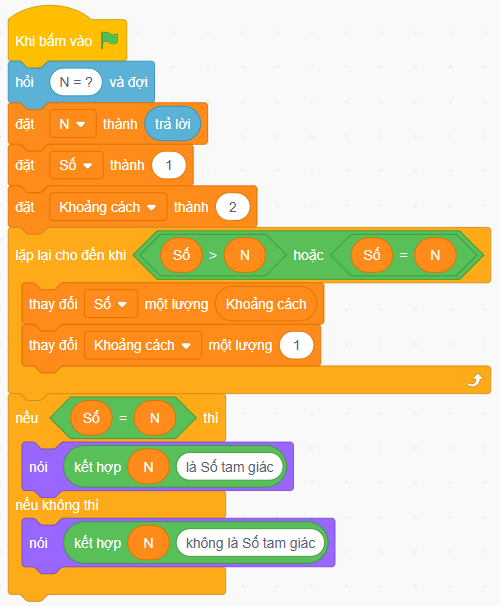 Khi bấm vào
hỏi N = ? và đợi
đặt N thành trả lời
đặt Số thành 1
đặt Khoảng cách thành 2
lặp lại cho đến khi Số > N hoặc Số = N
thay đổi Số một lượng Khoảng cách
thay đổi Khoảng cách một lượng 1
nếu Số = N thì
nói kết hợp N là Số tam giác
nếu không thì
nói kết hợp N không là Số tam giác